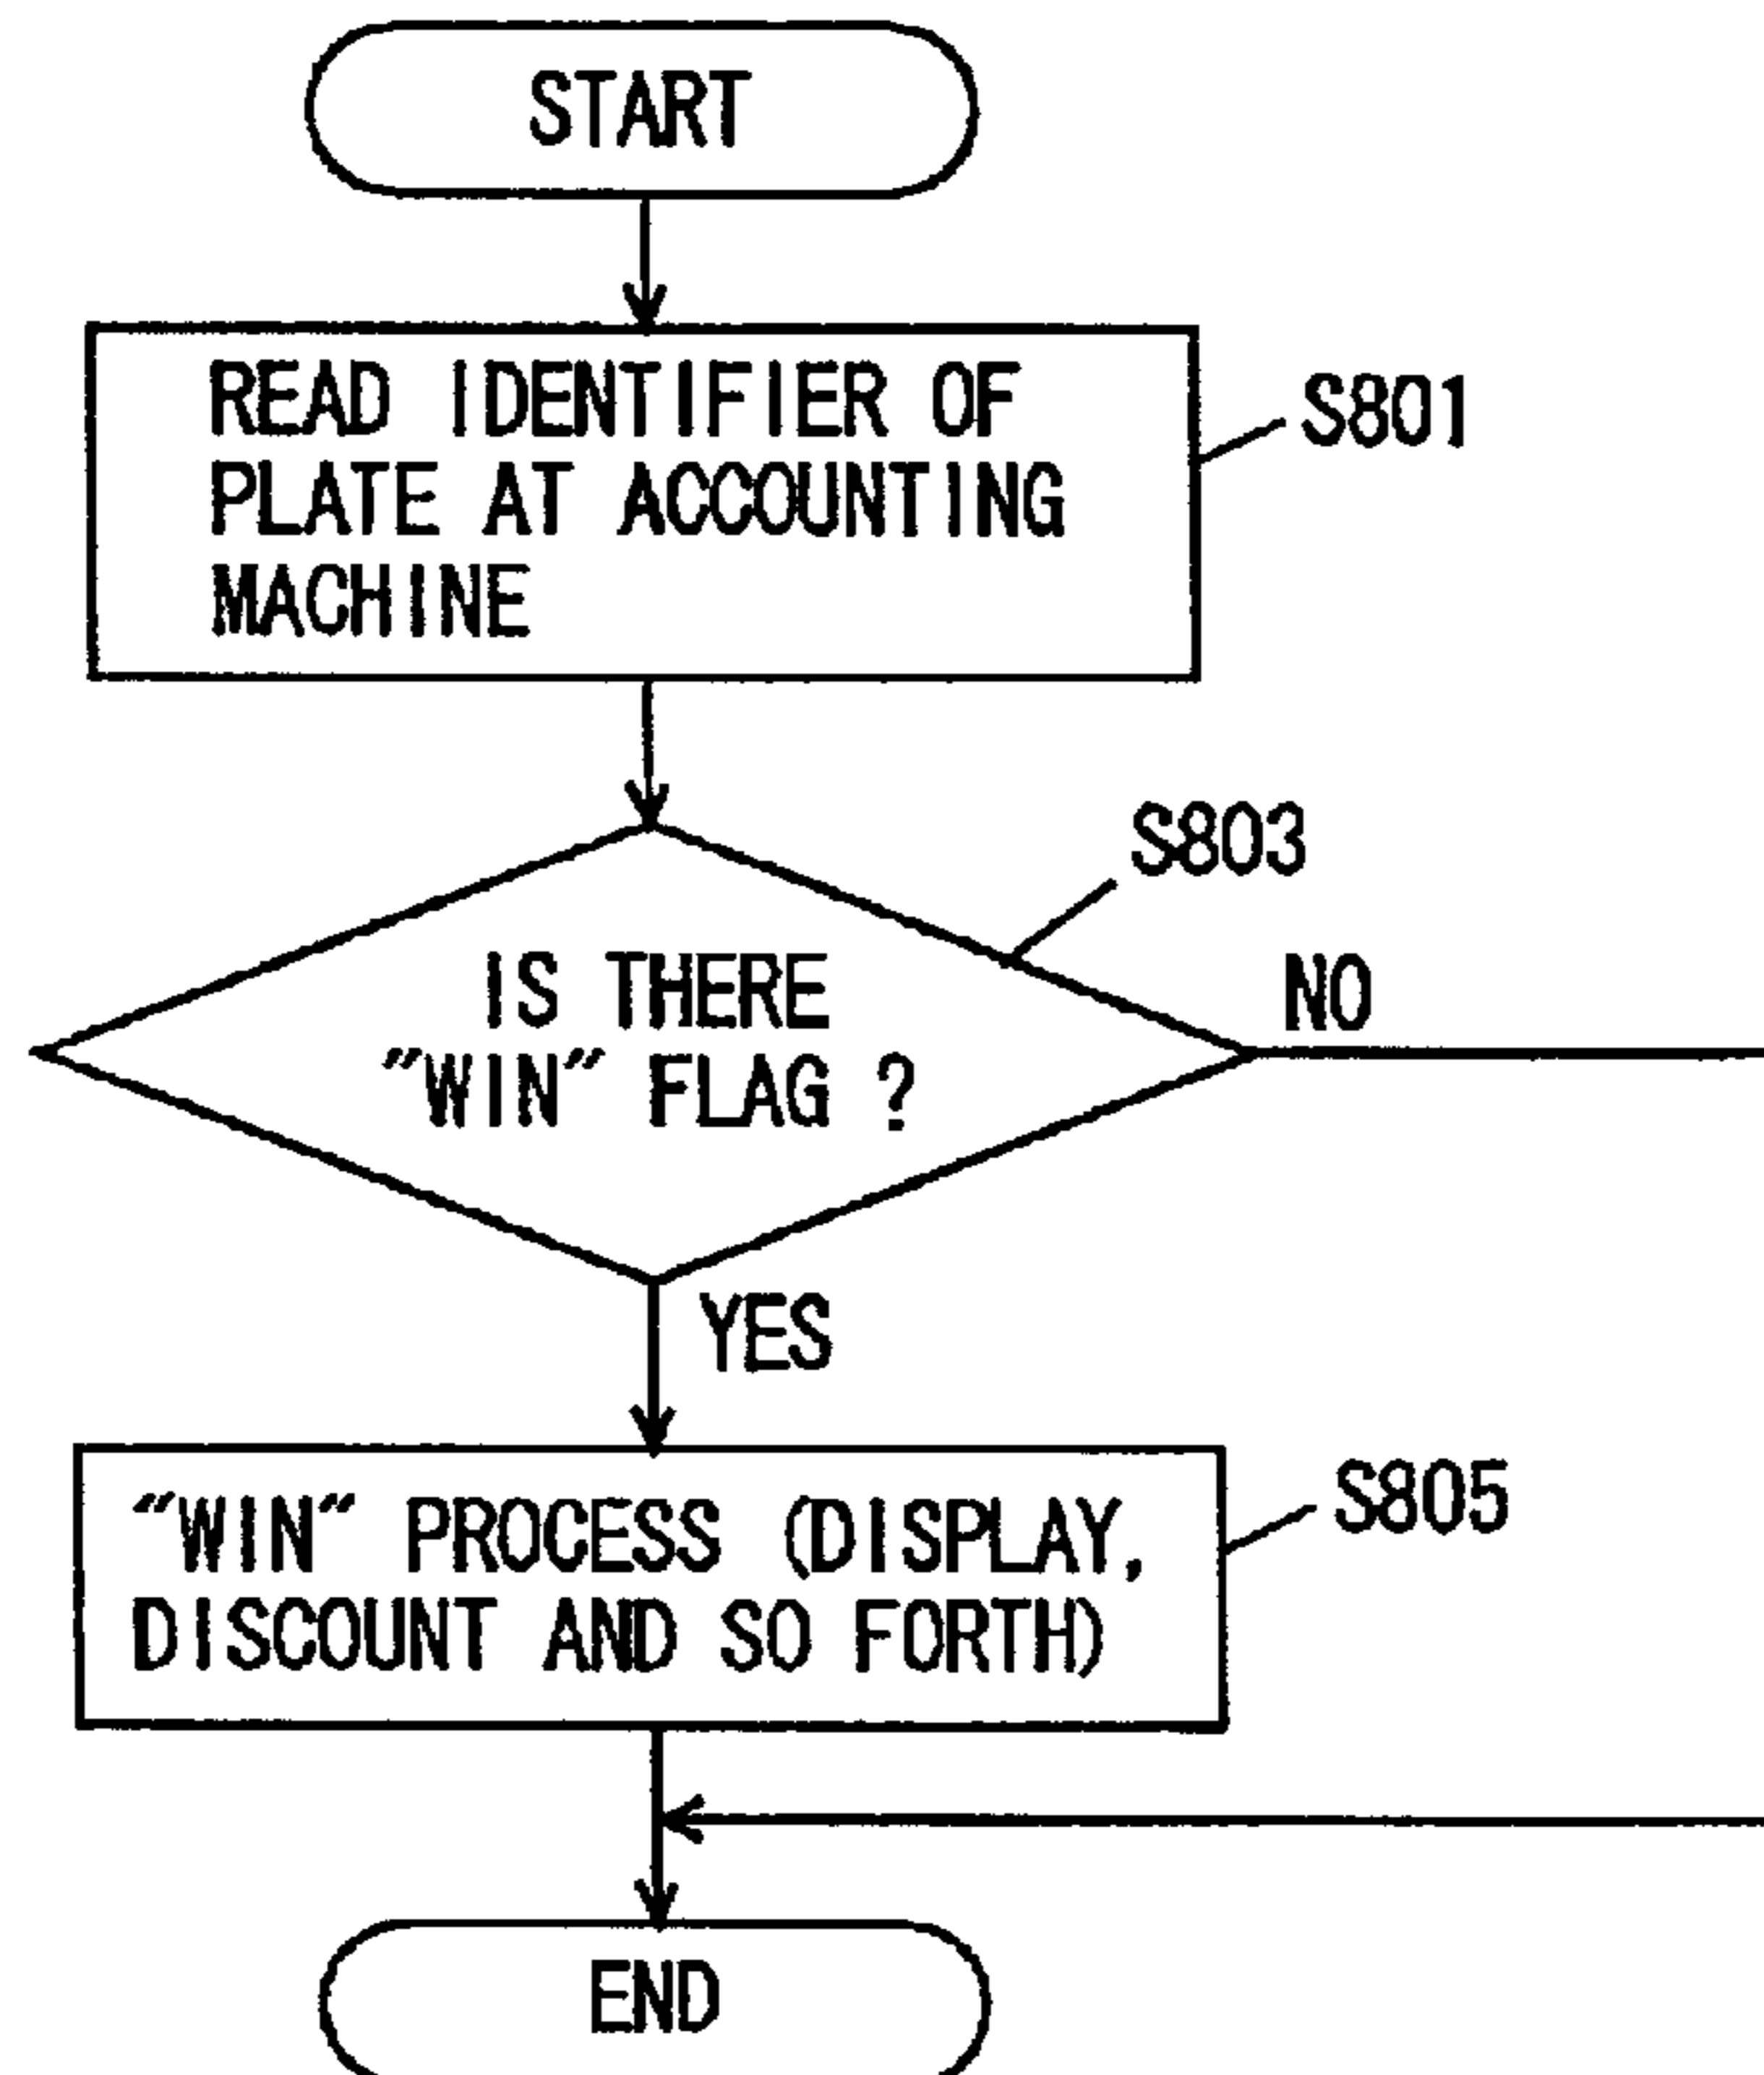 START
READ IDENTIFIER OF
PLATE AT ACCOUNTING
MACHINE
S801
S803
IS THERE
"WIN" FLAG ?
NO
YES
"WIN" PROCESS (DISPLAY,
DISCOUNT AND SO FORTH)
S805
END